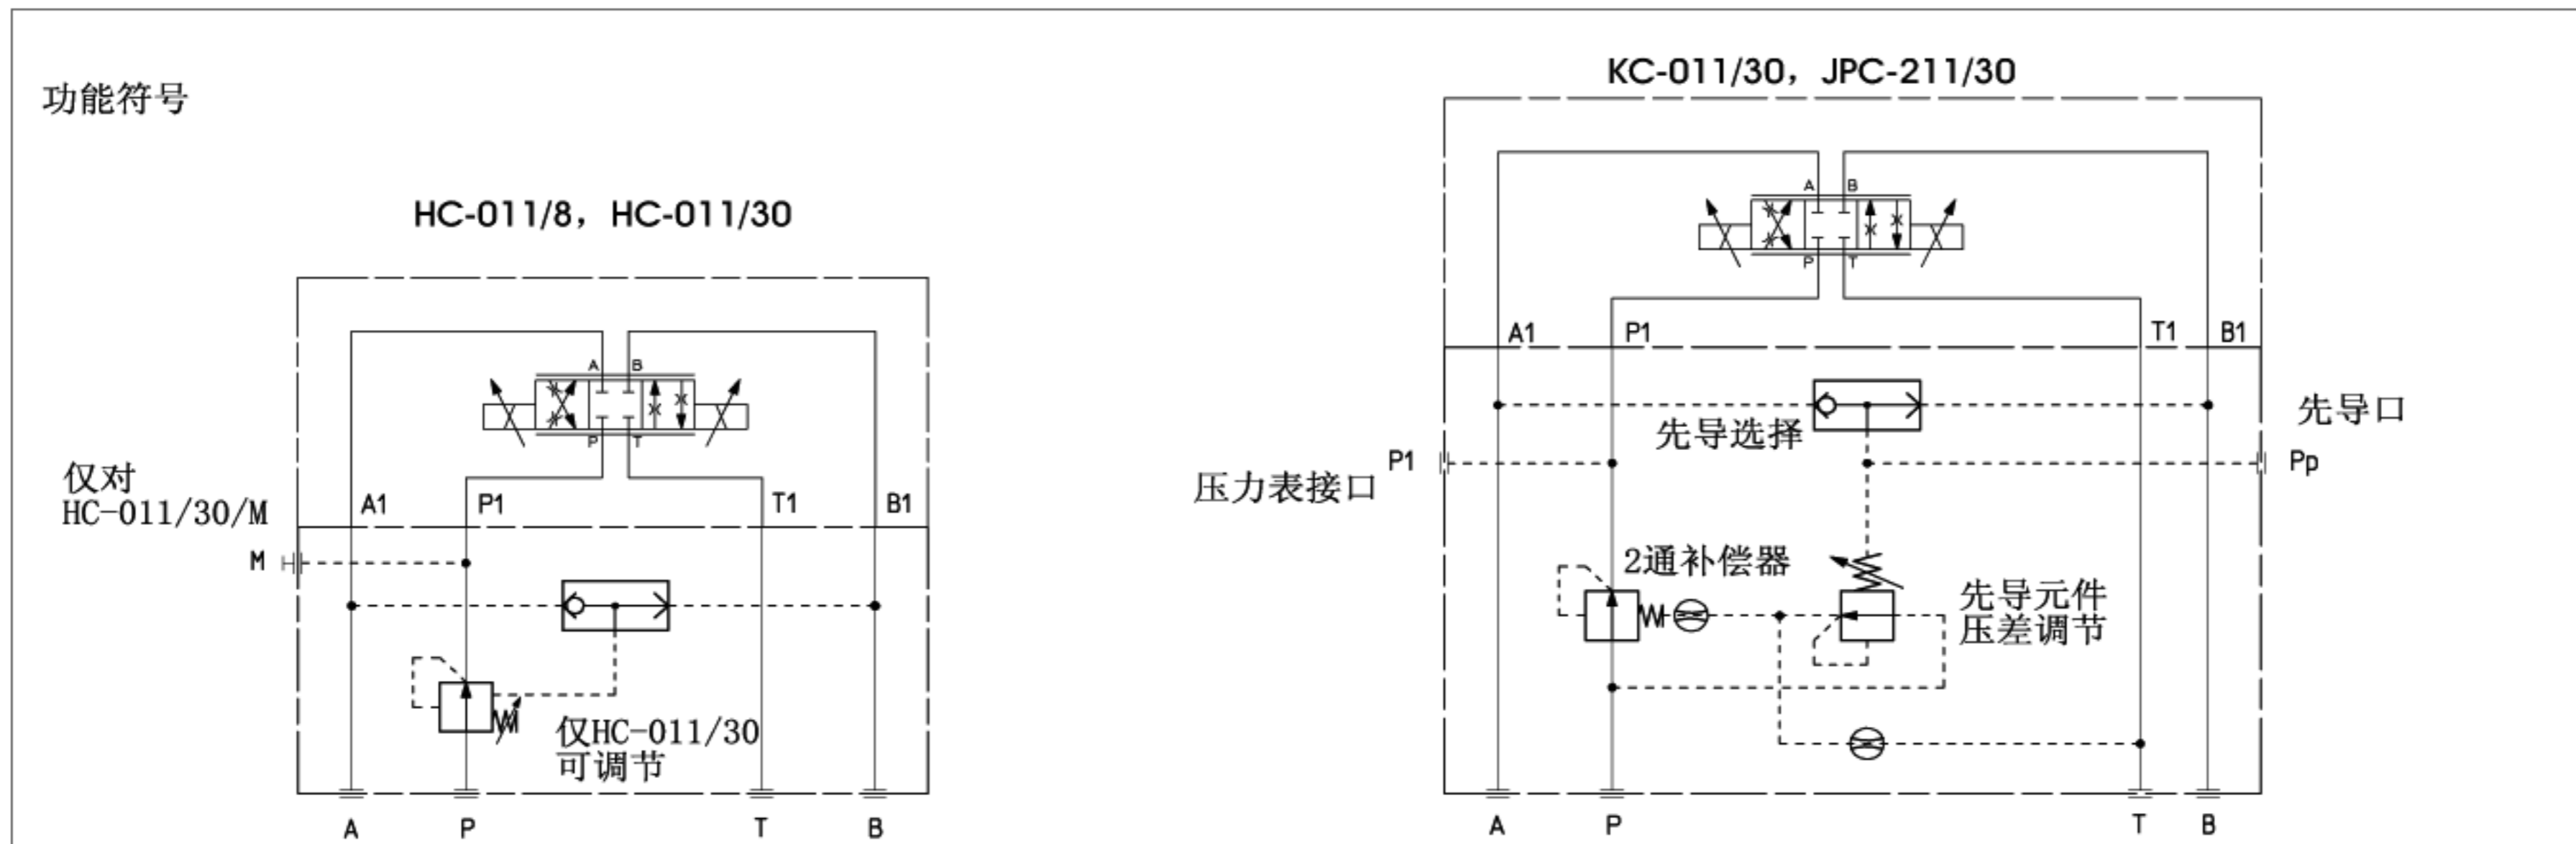 功能符号
HC-011/8, HC-011/30
A B
P T
仅对
HC-011/30/M
A1 P1 T1 B1
M
仅HC-011/30
可调节
A P T B
KC-011/30, JPC-211/30
A B
P T
A1 P1 T1 B1
先导选择
先导口
压力表接口
P1
Pp
2通补偿器
先导元件
压差调节
A P T B